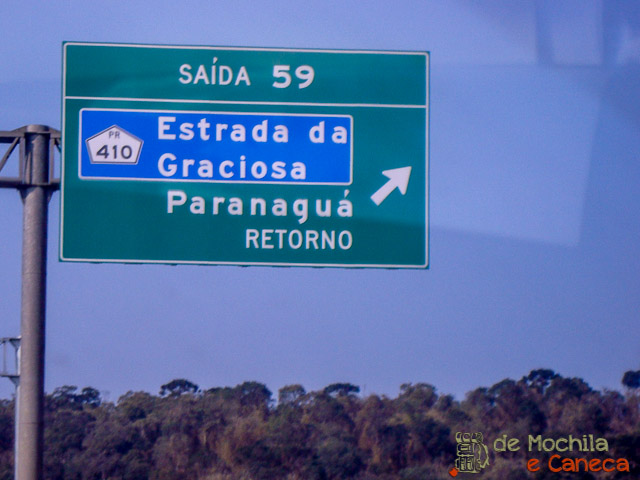 SAÍDA 59
PR
410
Estrada da
Graciosa
Paranaguá
RETORNO
de Mochila
e Caneca